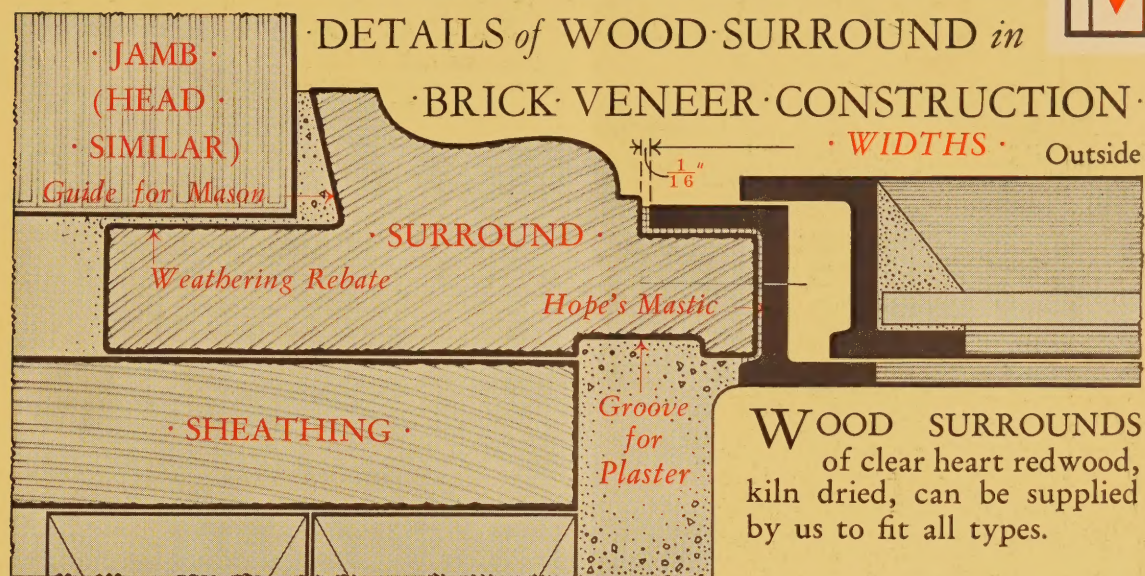 ·DETAILS of WOOD·SURROUND in
·BRICK·VENEER·CONSTRUCTION·
· JAMB ·
(HEAD ·
· SIMILAR)
Guide for Mason
· WIDTHS ·
Outside
1/16"
· SURROUND ·
Weathering Rebate
Hope's Mastic
· SHEATHING ·
Groove
for
Plaster
WOOD SURROUNDS
of clear heart redwood,
kiln dried, can be supplied
by us to fit all types.